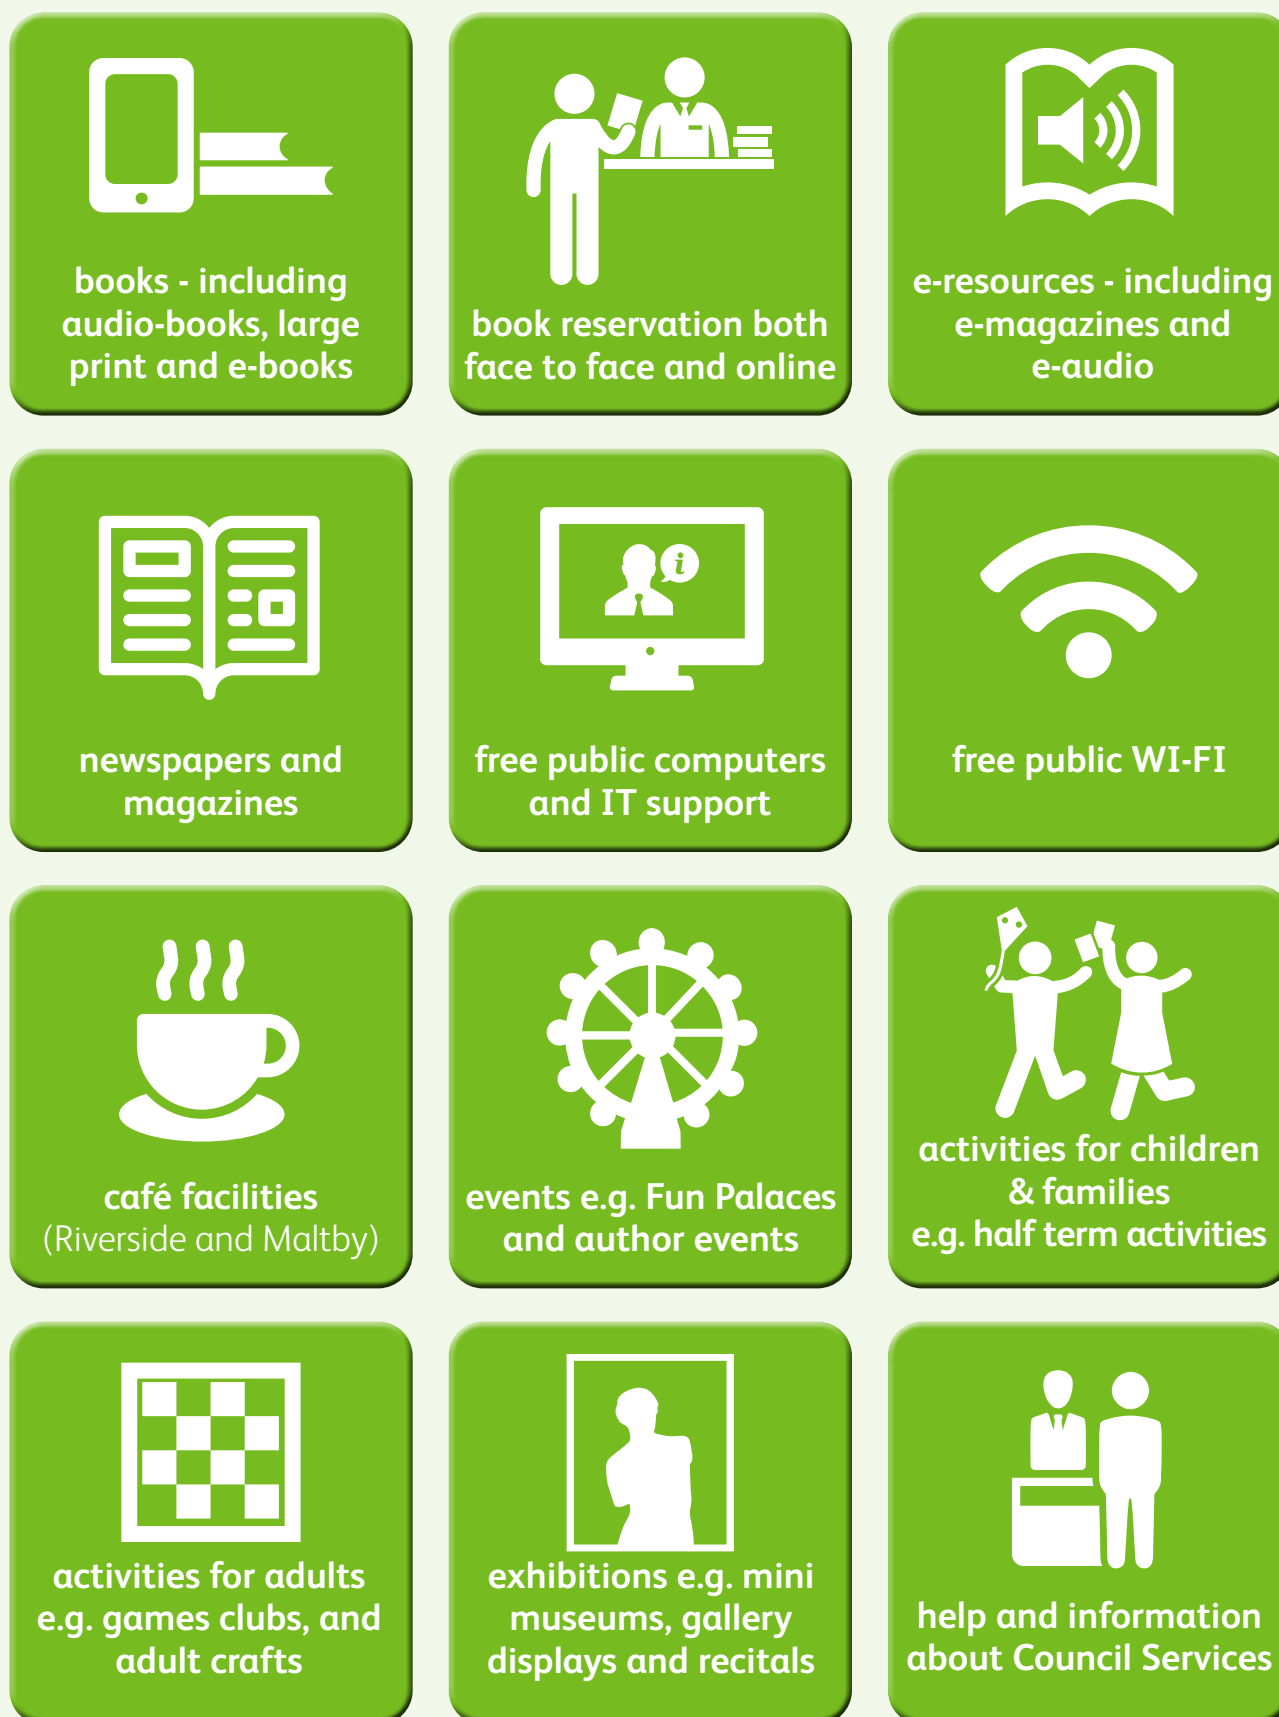 books - including
audio-books, large
print and e-books
book reservation both
face to face and online
e-resources - including
e-magazines and
e-audio
newspapers and
magazines
i
free public computers
and IT support
free public WI-FI
café facilities
(Riverside and Maltby)
events e.g. Fun Palaces
and author events
activities for children
& families
e.g. half term activities
activities for adults
e.g. games clubs, and
adult crafts
exhibitions e.g. mini
museums, gallery
displays and recitals
help and information
about Council Services